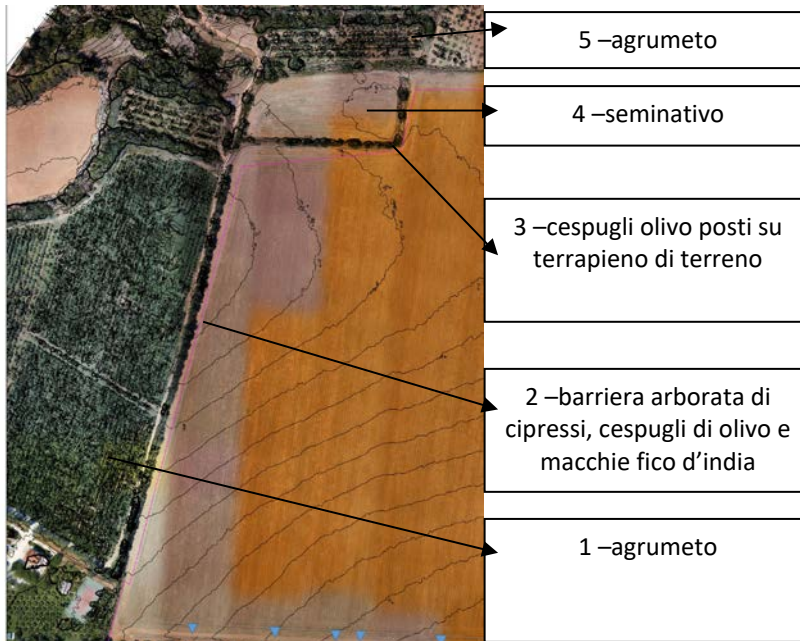 5 –agrumeto
4 –seminativo
3 –cespugli olivo posti su
terrapieno di terreno
2 –barriera arborata di
cipressi, cespugli di olivo e
macchie fico d’india
1 –agrumeto